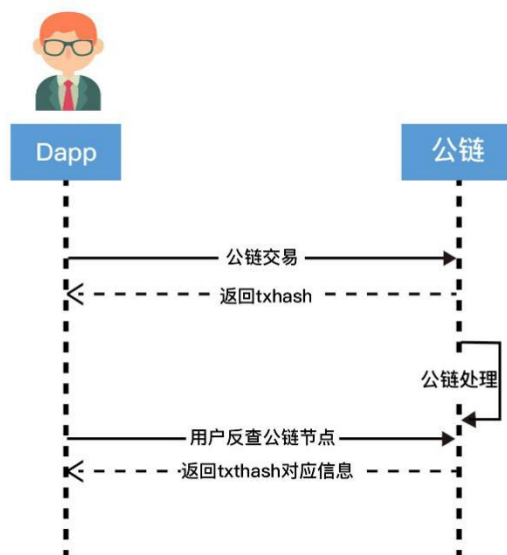 Dapp
公链
公链交易
返回txhash
公链处理
用户反查公链节点
返回txthash对应信息